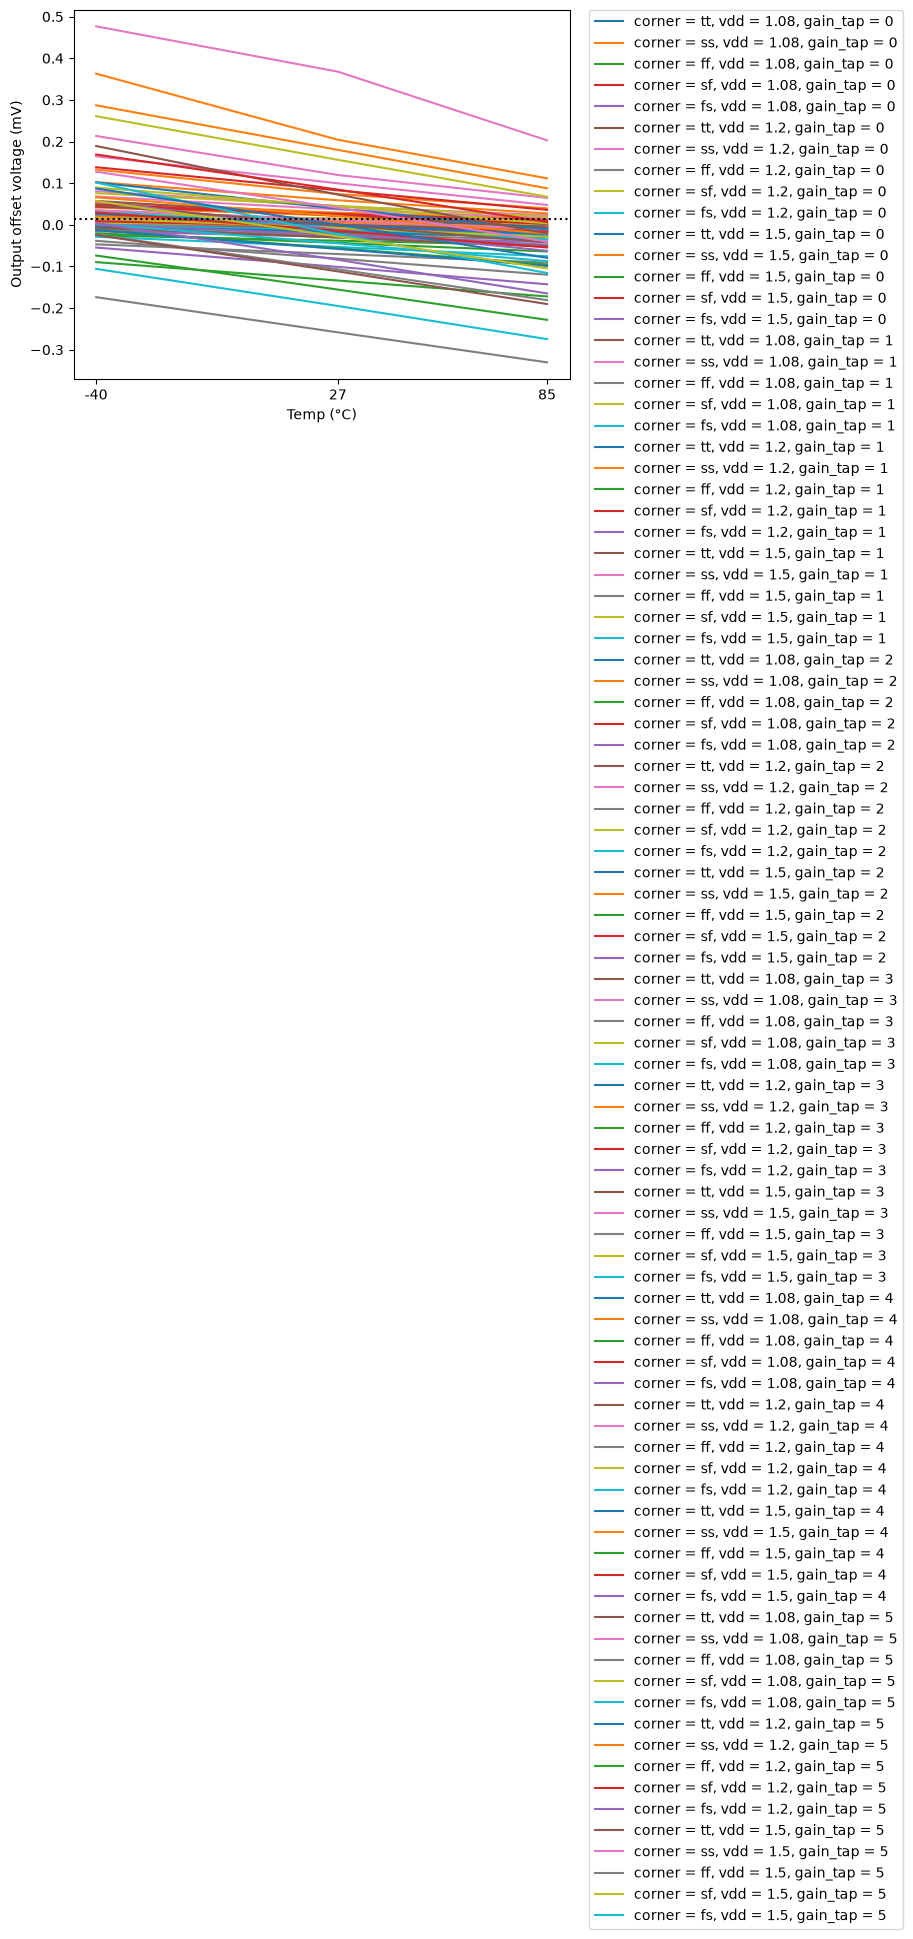 0.5
0.4
0.3
0.2
0.1
0.0
−0.1
−0.2
−0.3
Output offset voltage (mV)
-40
27
85
Temp (°C)
corner = tt, vdd = 1.08, gain_tap = 0
corner = ss, vdd = 1.08, gain_tap = 0
corner = ff, vdd = 1.08, gain_tap = 0
corner = sf, vdd = 1.08, gain_tap = 0
corner = fs, vdd = 1.08, gain_tap = 0
corner = tt, vdd = 1.2, gain_tap = 0
corner = ss, vdd = 1.2, gain_tap = 0
corner = ff, vdd = 1.2, gain_tap = 0
corner = sf, vdd = 1.2, gain_tap = 0
corner = fs, vdd = 1.2, gain_tap = 0
corner = tt, vdd = 1.5, gain_tap = 0
corner = ss, vdd = 1.5, gain_tap = 0
corner = ff, vdd = 1.5, gain_tap = 0
corner = sf, vdd = 1.5, gain_tap = 0
corner = fs, vdd = 1.5, gain_tap = 0
corner = tt, vdd = 1.08, gain_tap = 1
corner = ss, vdd = 1.08, gain_tap = 1
corner = ff, vdd = 1.08, gain_tap = 1
corner = sf, vdd = 1.08, gain_tap = 1
corner = fs, vdd = 1.08, gain_tap = 1
corner = tt, vdd = 1.2, gain_tap = 1
corner = ss, vdd = 1.2, gain_tap = 1
corner = ff, vdd = 1.2, gain_tap = 1
corner = sf, vdd = 1.2, gain_tap = 1
corner = fs, vdd = 1.2, gain_tap = 1
corner = tt, vdd = 1.5, gain_tap = 1
corner = ss, vdd = 1.5, gain_tap = 1
corner = ff, vdd = 1.5, gain_tap = 1
corner = sf, vdd = 1.5, gain_tap = 1
corner = fs, vdd = 1.5, gain_tap = 1
corner = tt, vdd = 1.08, gain_tap = 2
corner = ss, vdd = 1.08, gain_tap = 2
corner = ff, vdd = 1.08, gain_tap = 2
corner = sf, vdd = 1.08, gain_tap = 2
corner = fs, vdd = 1.08, gain_tap = 2
corner = tt, vdd = 1.2, gain_tap = 2
corner = ss, vdd = 1.2, gain_tap = 2
corner = ff, vdd = 1.2, gain_tap = 2
corner = sf, vdd = 1.2, gain_tap = 2
corner = fs, vdd = 1.2, gain_tap = 2
corner = tt, vdd = 1.5, gain_tap = 2
corner = ss, vdd = 1.5, gain_tap = 2
corner = ff, vdd = 1.5, gain_tap = 2
corner = sf, vdd = 1.5, gain_tap = 2
corner = fs, vdd = 1.5, gain_tap = 2
corner = tt, vdd = 1.08, gain_tap = 3
corner = ss, vdd = 1.08, gain_tap = 3
corner = ff, vdd = 1.08, gain_tap = 3
corner = sf, vdd = 1.08, gain_tap = 3
corner = fs, vdd = 1.08, gain_tap = 3
corner = tt, vdd = 1.2, gain_tap = 3
corner = ss, vdd = 1.2, gain_tap = 3
corner = ff, vdd = 1.2, gain_tap = 3
corner = sf, vdd = 1.2, gain_tap = 3
corner = fs, vdd = 1.2, gain_tap = 3
corner = tt, vdd = 1.5, gain_tap = 3
corner = ss, vdd = 1.5, gain_tap = 3
corner = ff, vdd = 1.5, gain_tap = 3
corner = sf, vdd = 1.5, gain_tap = 3
corner = fs, vdd = 1.5, gain_tap = 3
corner = tt, vdd = 1.08, gain_tap = 4
corner = ss, vdd = 1.08, gain_tap = 4
corner = ff, vdd = 1.08, gain_tap = 4
corner = sf, vdd = 1.08, gain_tap = 4
corner = fs, vdd = 1.08, gain_tap = 4
corner = tt, vdd = 1.2, gain_tap = 4
corner = ss, vdd = 1.2, gain_tap = 4
corner = ff, vdd = 1.2, gain_tap = 4
corner = sf, vdd = 1.2, gain_tap = 4
corner = fs, vdd = 1.2, gain_tap = 4
corner = tt, vdd = 1.5, gain_tap = 4
corner = ss, vdd = 1.5, gain_tap = 4
corner = ff, vdd = 1.5, gain_tap = 4
corner = sf, vdd = 1.5, gain_tap = 4
corner = fs, vdd = 1.5, gain_tap = 4
corner = tt, vdd = 1.08, gain_tap = 5
corner = ss, vdd = 1.08, gain_tap = 5
corner = ff, vdd = 1.08, gain_tap = 5
corner = sf, vdd = 1.08, gain_tap = 5
corner = fs, vdd = 1.08, gain_tap = 5
corner = tt, vdd = 1.2, gain_tap = 5
corner = ss, vdd = 1.2, gain_tap = 5
corner = ff, vdd = 1.2, gain_tap = 5
corner = sf, vdd = 1.2, gain_tap = 5
corner = fs, vdd = 1.2, gain_tap = 5
corner = tt, vdd = 1.5, gain_tap = 5
corner = ss, vdd = 1.5, gain_tap = 5
corner = ff, vdd = 1.5, gain_tap = 5
corner = sf, vdd = 1.5, gain_tap = 5
corner = fs, vdd = 1.5, gain_tap = 5